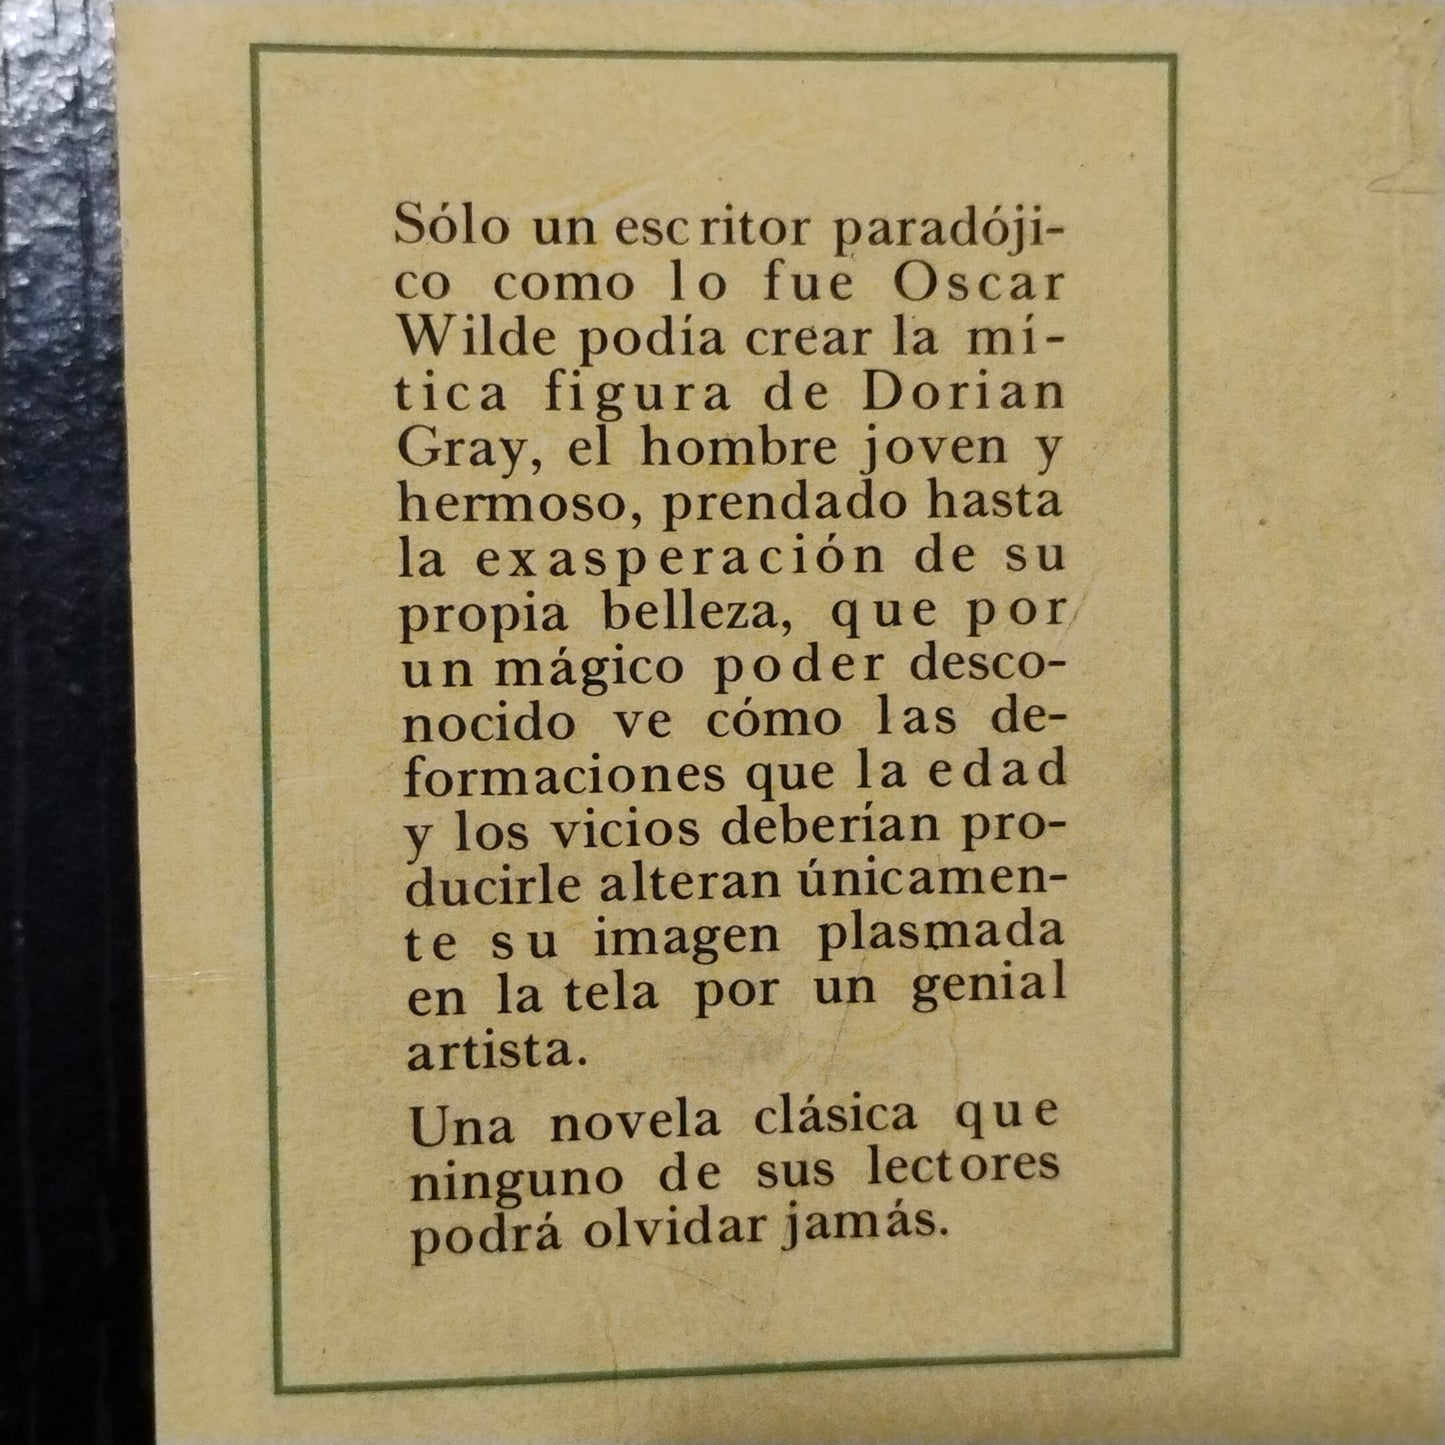 Sólo un escritor paradóji-
co como lo fue Oscar
Wilde podía crear la mí-
tica figura de Dorian
Gray, el hombre joven y
hermoso, prendado hasta
la exasperación de su
propia belleza, que por
un mágico poder desco-
nocido ve cómo las de-
formaciones que la edad
y los vicios deberían pro-
ducirle alteran únicamen-
te su imagen plasmada
en la tela por un genial
artista.
Una novela clásica que
ninguno de sus lectores
podrá olvidar jamás.